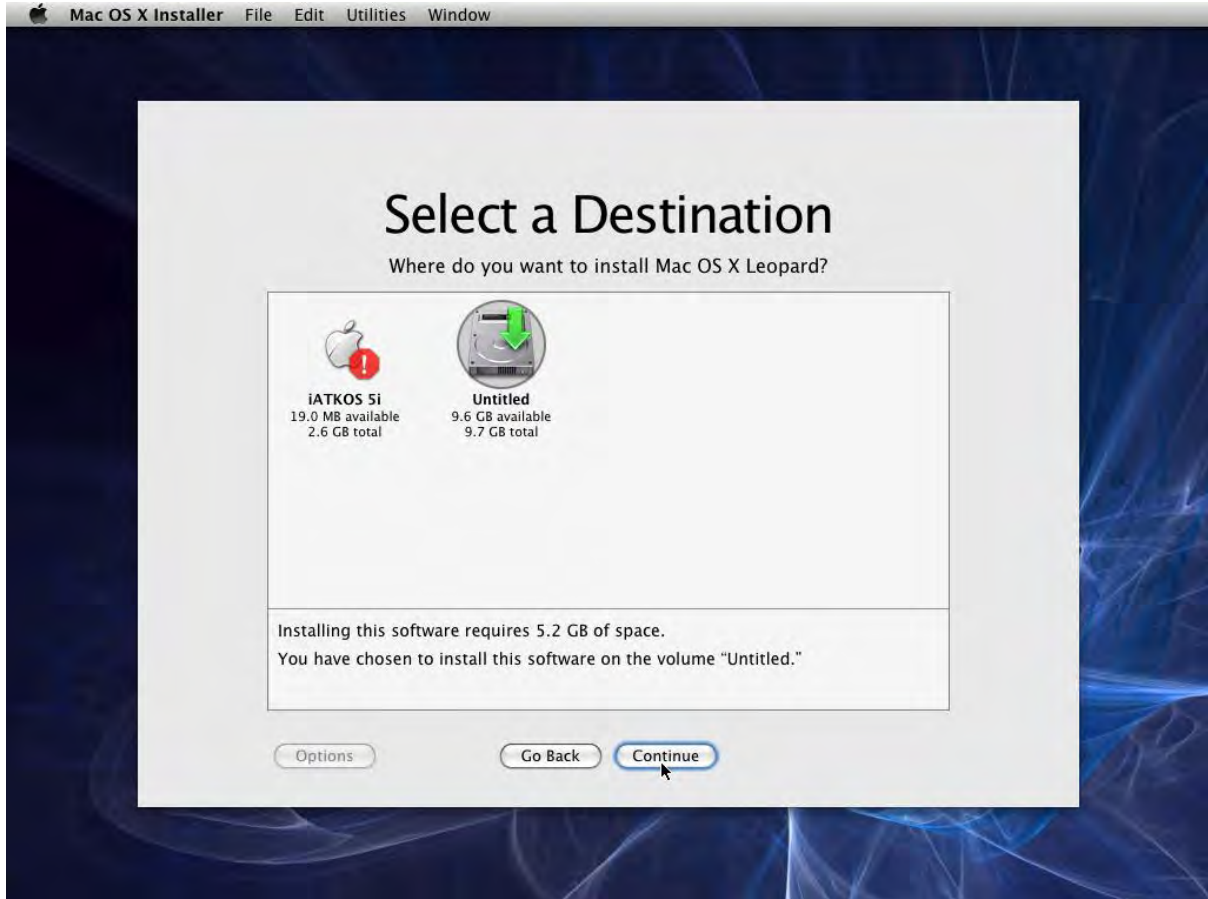 Mac OS X Installer File Edit Utilities Window
Select a Destination
Where do you want to install Mac OS X Leopard?
iATKOS 5i
19.0 MB available
2.6 GB total
Untitled
9.6 GB available
9.7 GB total
Installing this software requires 5.2 GB of space.
You have chosen to install this software on the volume “Untitled.”
Options
Go Back
Continue